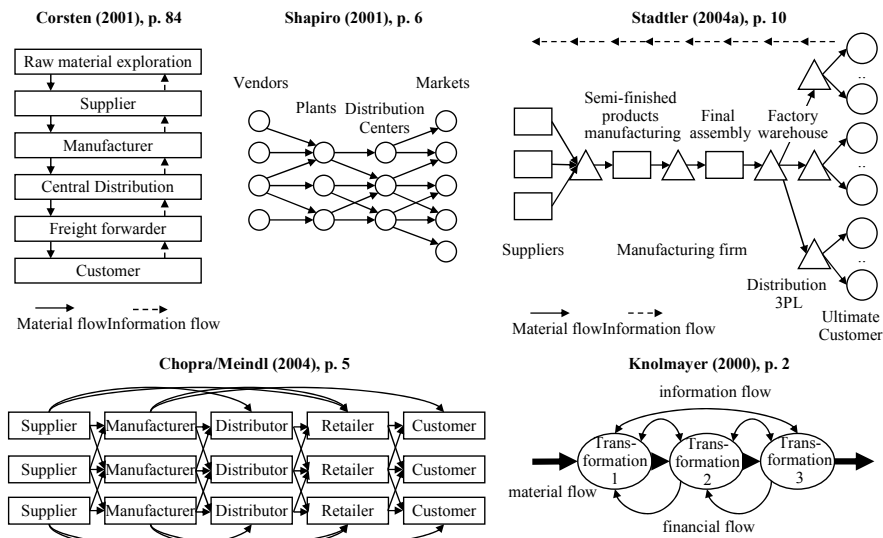 Corsten (2001), p. 84
Raw material exploration
Supplier
Manufacturer
Central Distribution
Freight forwarder
Customer
Material flow Information flow
Shapiro (2001), p. 6
Vendors
Plants
Distribution
Centers
Markets
Stadtler (2004a), p. 10
Semi-finished
products
manufacturing
Final
assembly
Factory
warehouse
..
..
..
Suppliers
Manufacturing firm
Distribution
3PL
Ultimate
Customer
Material flow Information flow
Chopra/Meindl (2004), p. 5
Supplier Manufacturer Distributor Retailer Customer
Supplier Manufacturer Distributor Retailer Customer
Supplier Manufacturer Distributor Retailer Customer
Knolmayer (2000), p. 2
information flow
Trans-
formation
1
Trans-
formation
2
Trans-
formation
3
material flow
financial flow